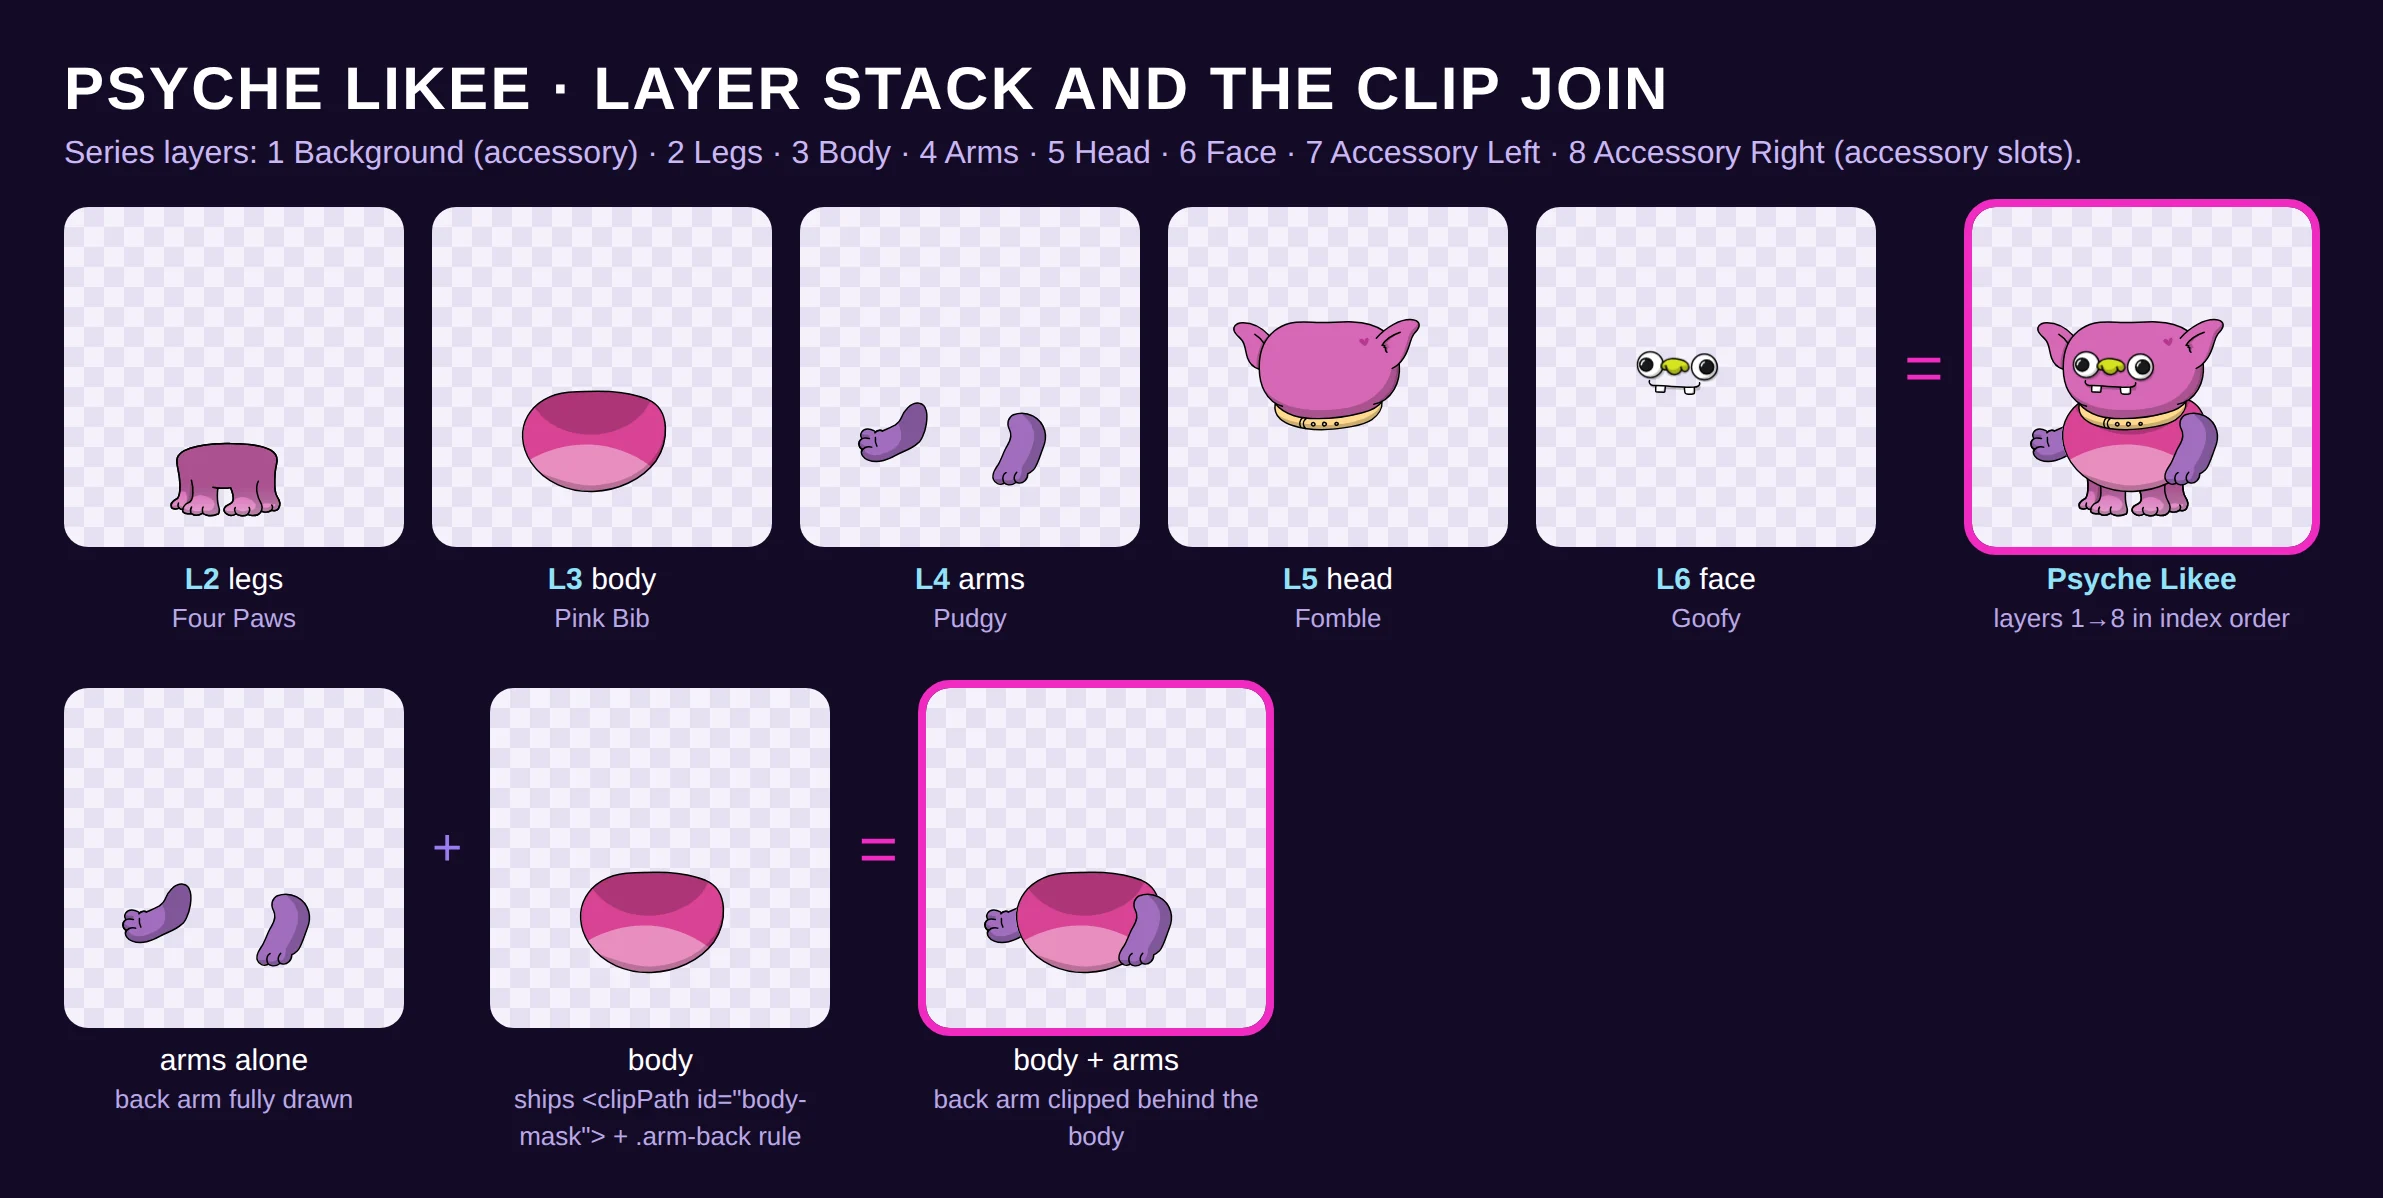 PSYCHE LIKEE · LAYER STACK AND THE CLIP JOIN
Series layers: 1 Background (accessory) · 2 Legs · 3 Body · 4 Arms · 5 Head · 6 Face · 7 Accessory Left · 8 Accessory Right (accessory slots).
=
L2 legs
Four Paws
L3 body
Pink Bib
L4 arms
Pudgy
L5 head
Fomble
L6 face
Goofy
Psyche Likee
layers 1→8 in index order
+
=
arms alone
back arm fully drawn
body
ships <clipPath id="body-
mask"> + .arm-back rule
body + arms
back arm clipped behind the
body